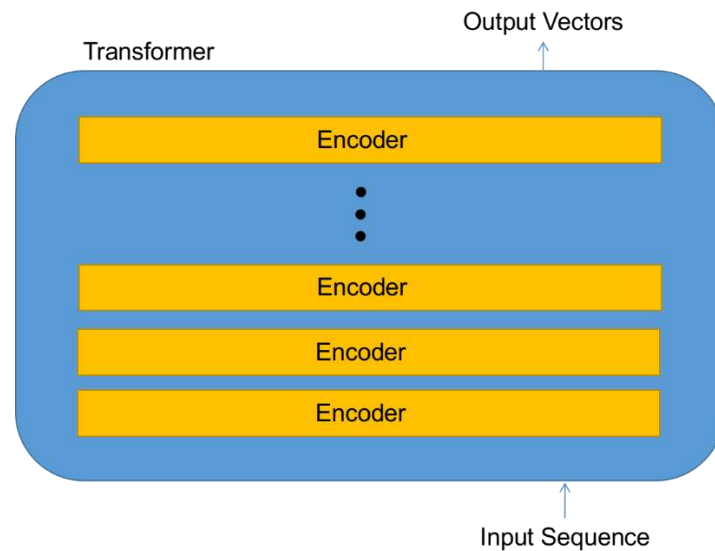 Output Vectors
Transformer
Encoder
Encoder
Encoder
Encoder
Input Sequence